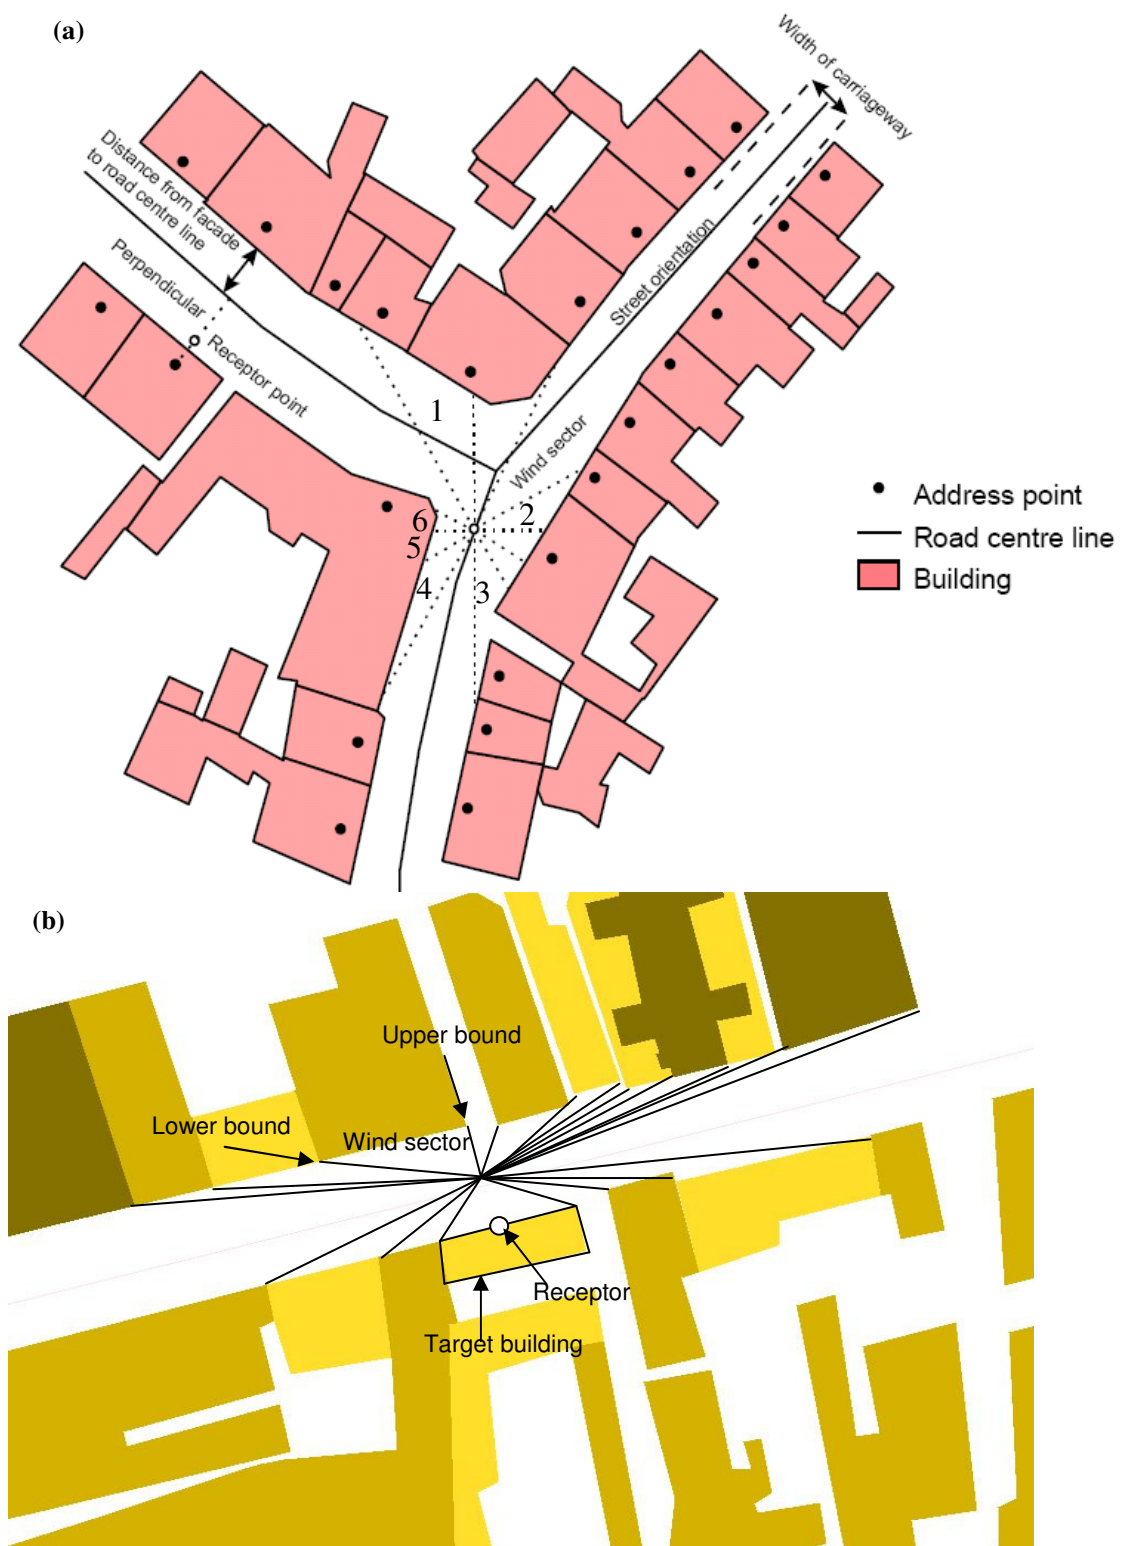 (a)
Width of carriageway
Distance from facade
to road centre line
Perpendicular
Receptor point
Street orientation
Wind sector
1
2
3
4
5
6
Address point
Road centre line
Building
(b)
Upper bound
Lower bound
Wind sector
Receptor
Target building